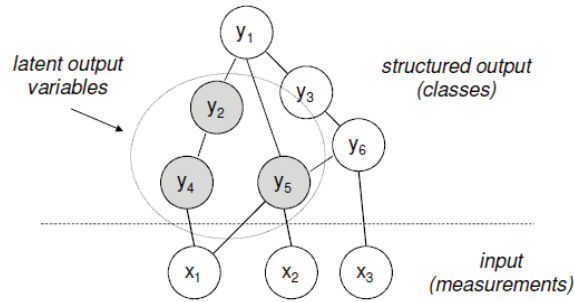 y1
latent output
variables
structured output
(classes)
y3
y2
y6
y4
y5
x1
x2
x3
input
(measurements)